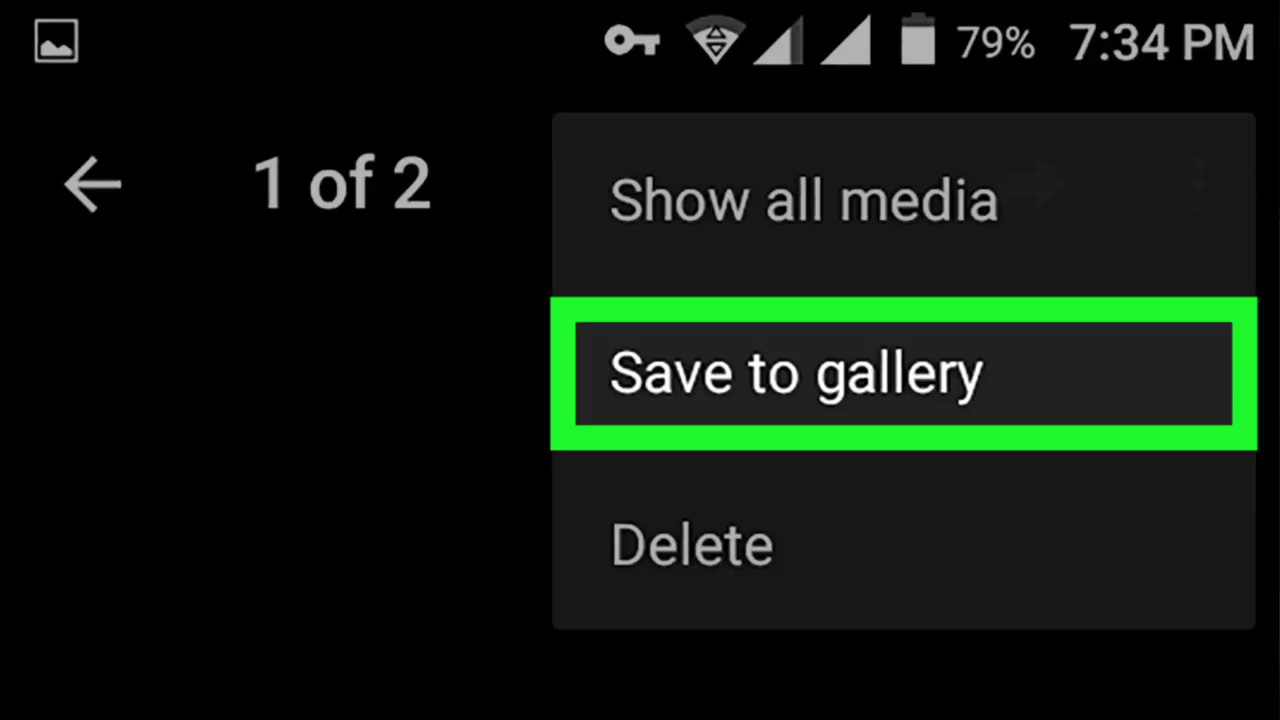 79% 7:34 PM
1 of 2
Show all media
Save to gallery
Delete